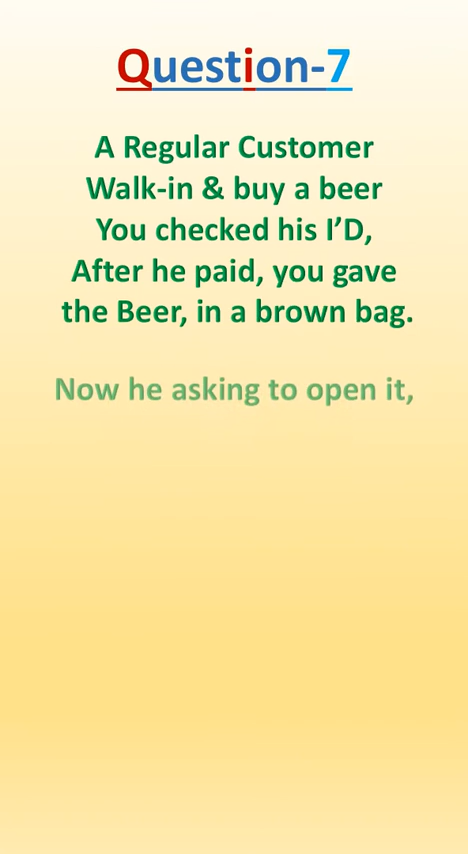 Question-7
A Regular Customer
Walk-in & buy a beer
You checked his I’D,
After he paid, you gave
the Beer, in a brown bag.
Now he asking to open it,